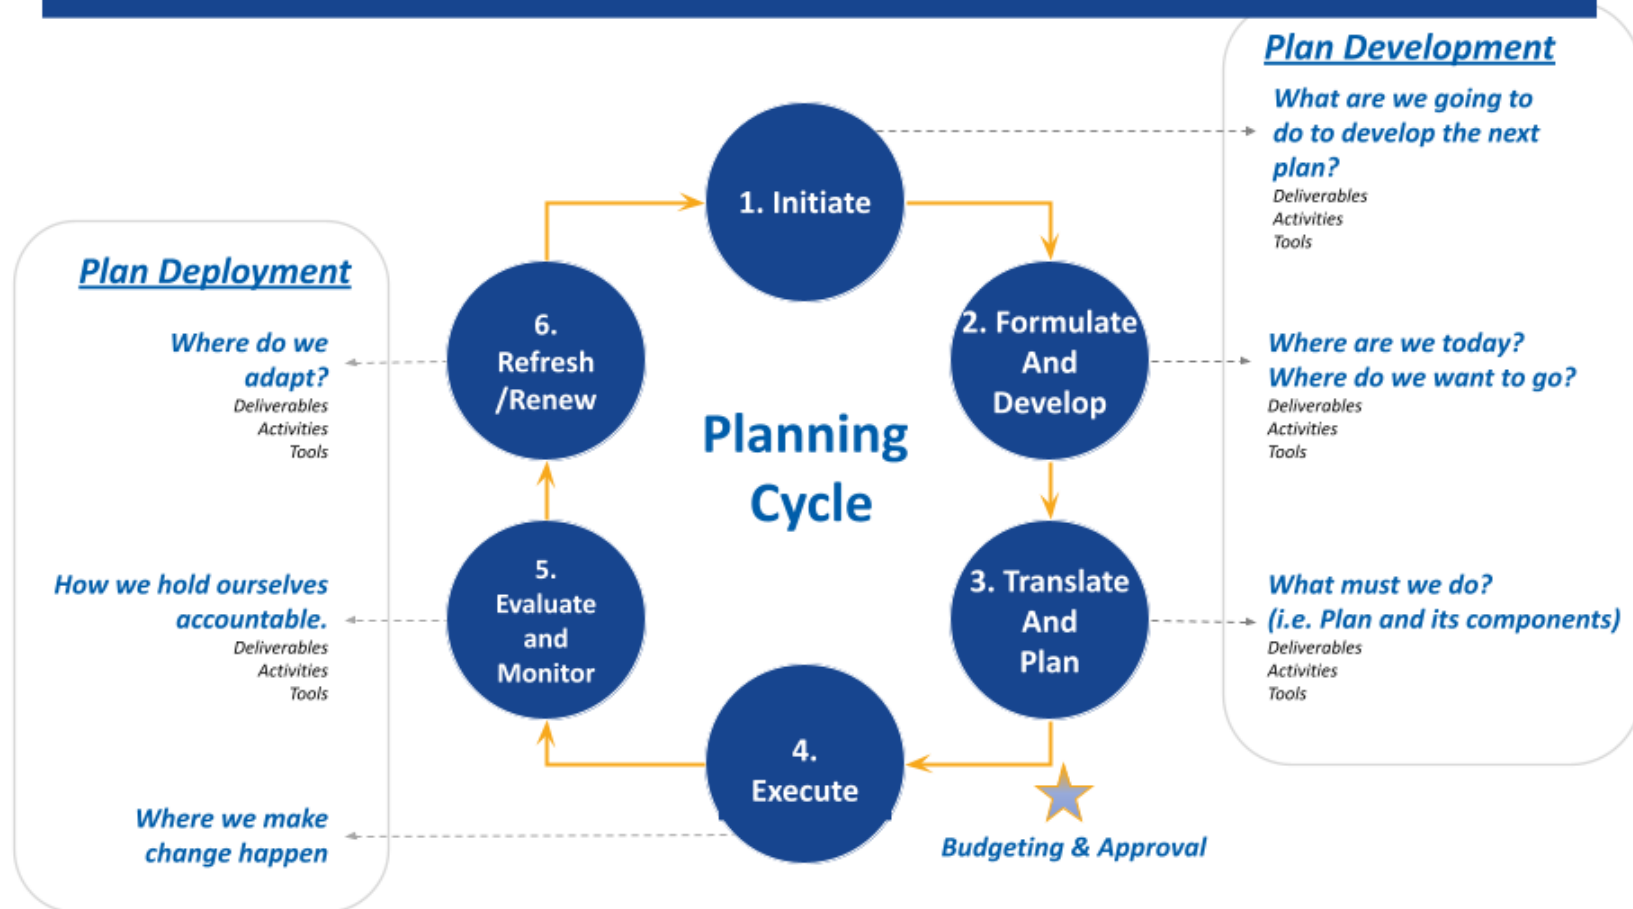 Plan Development
What are we going to
do to develop the next
plan?
Deliverables
Activities
Tools
1. Initiate
Plan Deployment
Where do we
adapt?
Deliverables
Activities
Tools
6.
Refresh
/Renew
2. Formulate
And
Develop
Where are we today?
Where do we want to go?
Deliverables
Activities
Tools
Planning
Cycle
How we hold ourselves
accountable.
Deliverables
Activities
Tools
5.
Evaluate
and
Monitor
3. Translate
And
Plan
What must we do?
(i.e. Plan and its components)
Deliverables
Activities
Tools
4.
Execute
Where we make
change happen
Budgeting & Approval